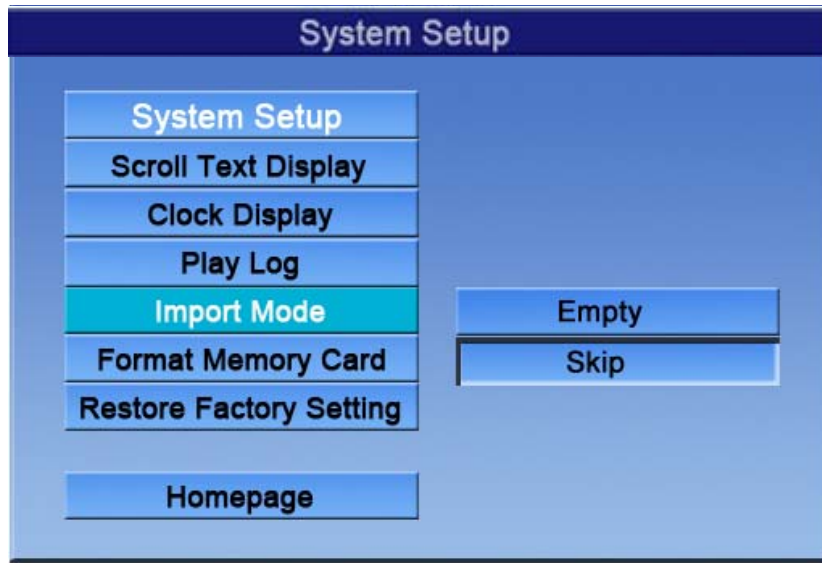 System Setup
System Setup
Scroll Text Display
Clock Display
Play Log
Import Mode
Empty
Format Memory Card
Skip
Restore Factory Setting
Homepage